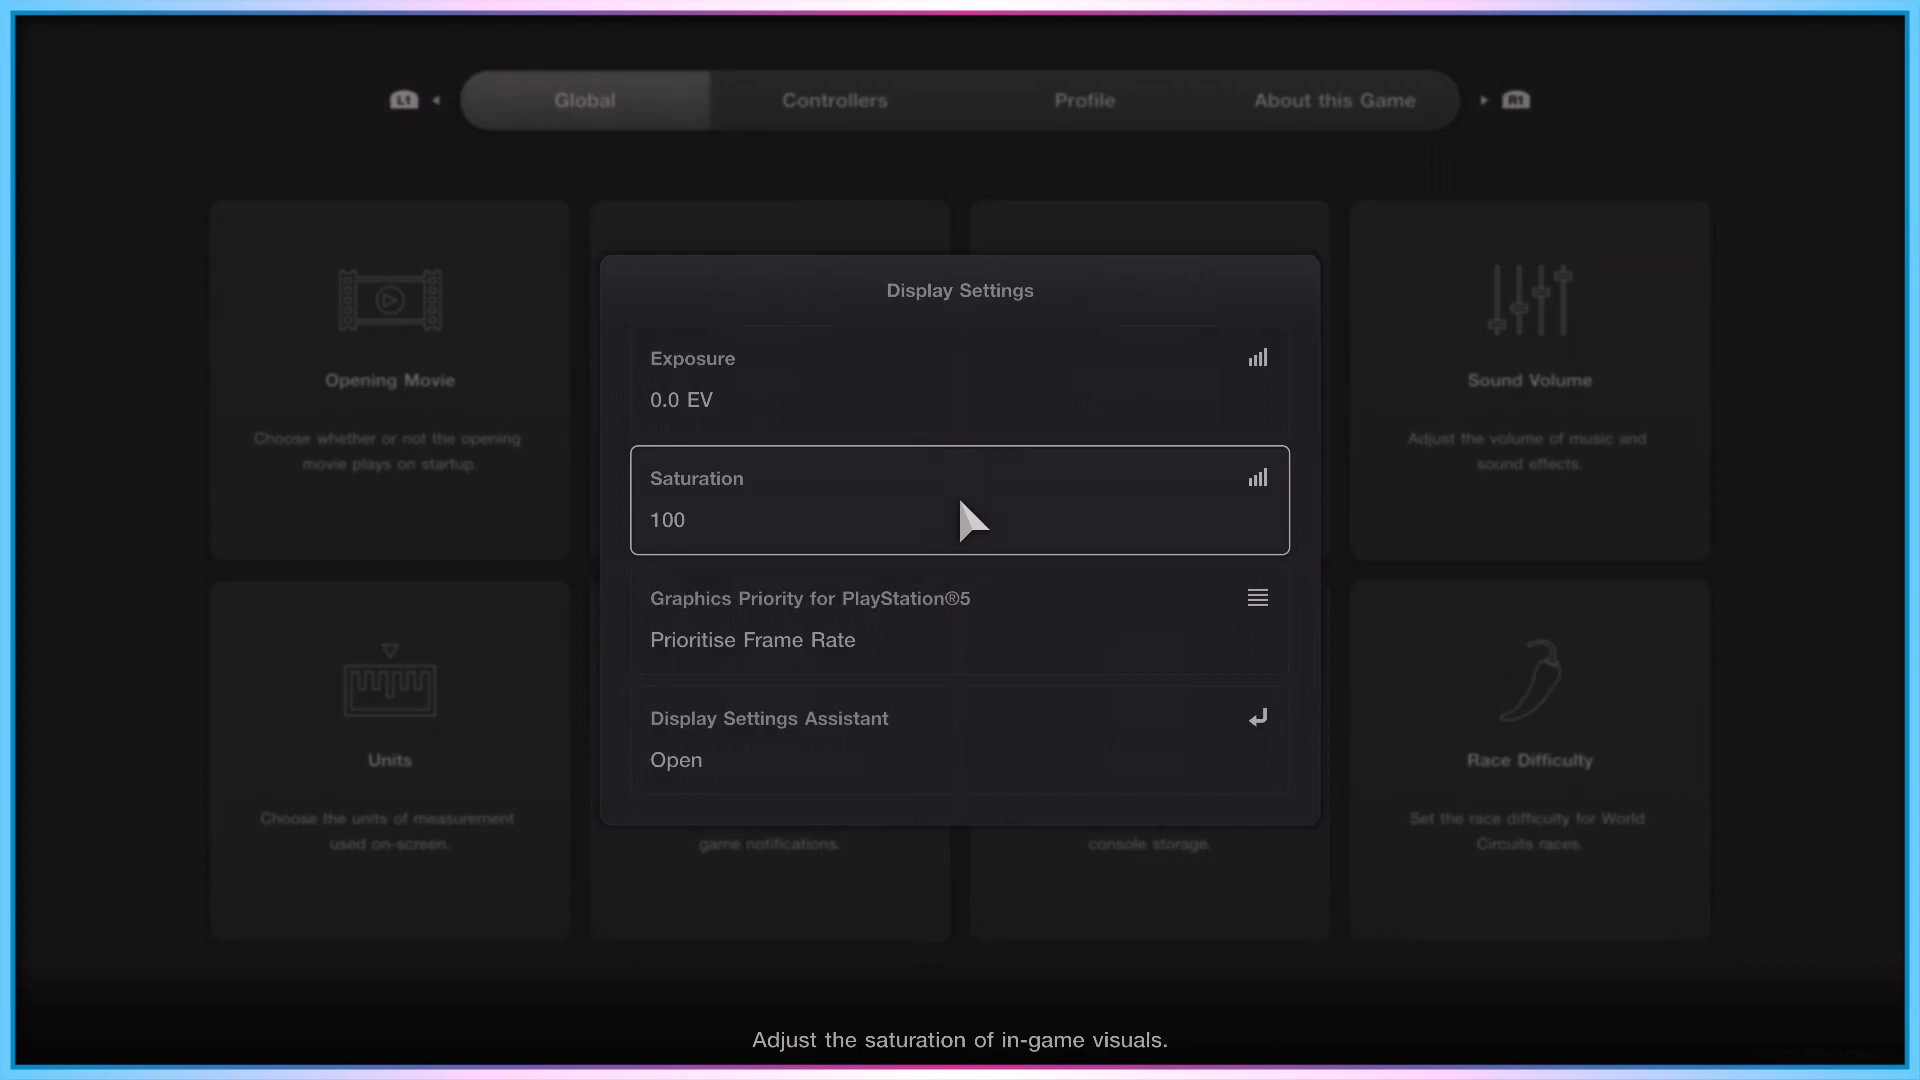 L1 Global Controllers Profile About this Game R1
Display Settings
Exposure
0.0 EV
Saturation
100
Graphics Priority for PlayStation®5
Prioritise Frame Rate
Display Settings Assistant
Open
Opening Movie
Choose whether or not the opening
movie plays on startup.
Sound Volume
Adjust the volume of music and
sound effects.
Units
Choose the units of measurement
used on-screen.
game notifications.
console storage.
Race Difficulty
Set the race difficulty for World
Circuits races.
Adjust the saturation of in-game visuals.